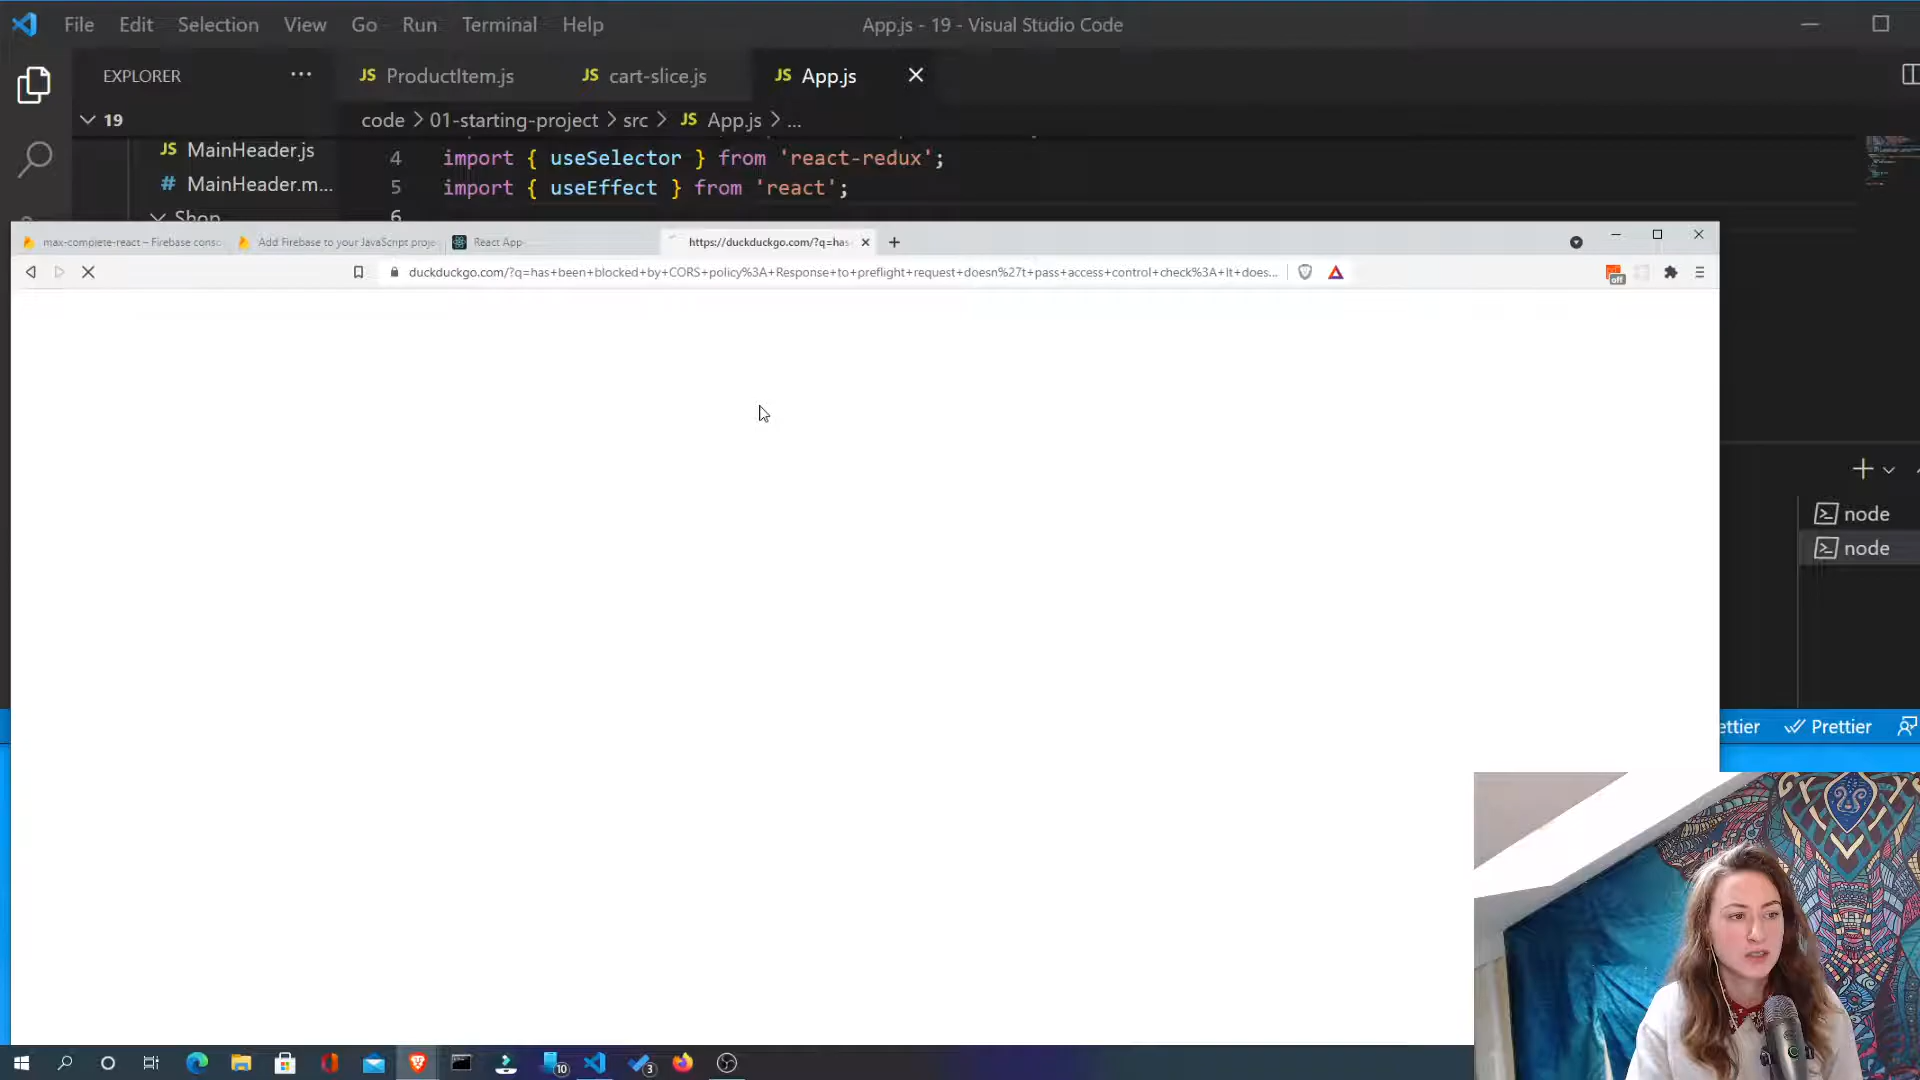 File Edit Selection View Go Run Terminal Help
App.js - 19 - Visual Studio Code
EXPLORER
JS ProductItem.js
JS cart-slice.js
JS App.js
19
code > 01-starting-project > src > JS App.js > ...
JS MainHeader.js
# MainHeader.m...
Shop
4 import { useSelector } from 'react-redux';
5 import { useEffect } from 'react';
6
max-complete-react – Firebase conso
Add Firebase to your JavaScript proje
React App
https://duckduckgo.com/?q=has
duckduckgo.com/?q=has+been+blocked+by+CORS+policy%3A+Response+to+preflight+request+doesn%27t+pass+access+control+check%3A+It+does...
off
node
node
ettier
Prettier
10
3